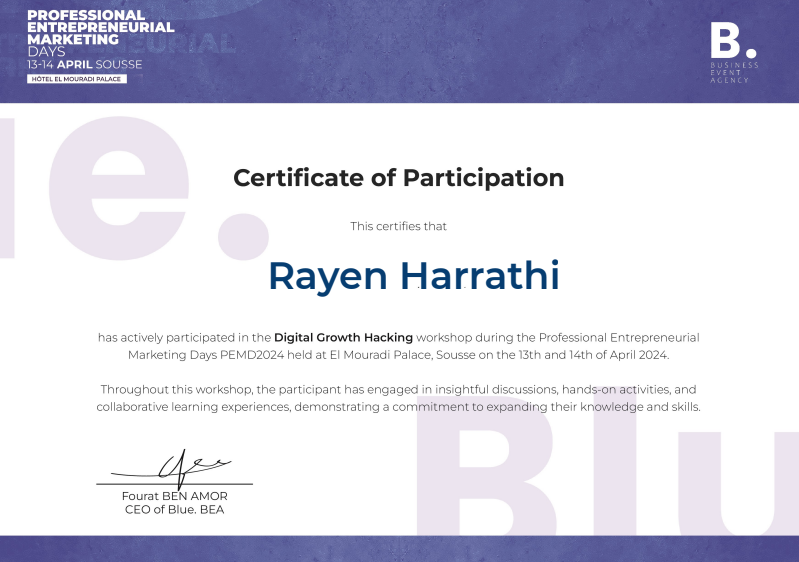 PROFESSIONAL
ENTREPRENEURIAL
MARKETING
DAYS
13-14 APRIL SOUSSE
HÔTEL EL MOURADI PALACE
B.
BUSINESS
EVENT
AGENCY
ue.
Certificate of Participation
This certifies that
Rayen Harrathi
has actively participated in the Digital Growth Hacking workshop during the Professional Entrepreneurial
Marketing Days PEMD2024 held at El Mouradi Palace, Sousse on the 13th and 14th of April 2024.
Throughout this workshop, the participant has engaged in insightful discussions, hands-on activities, and
collaborative learning experiences, demonstrating a commitment to expanding their knowledge and skills.
Fourat BEN AMOR
CEO of Blue. BEA
Blu